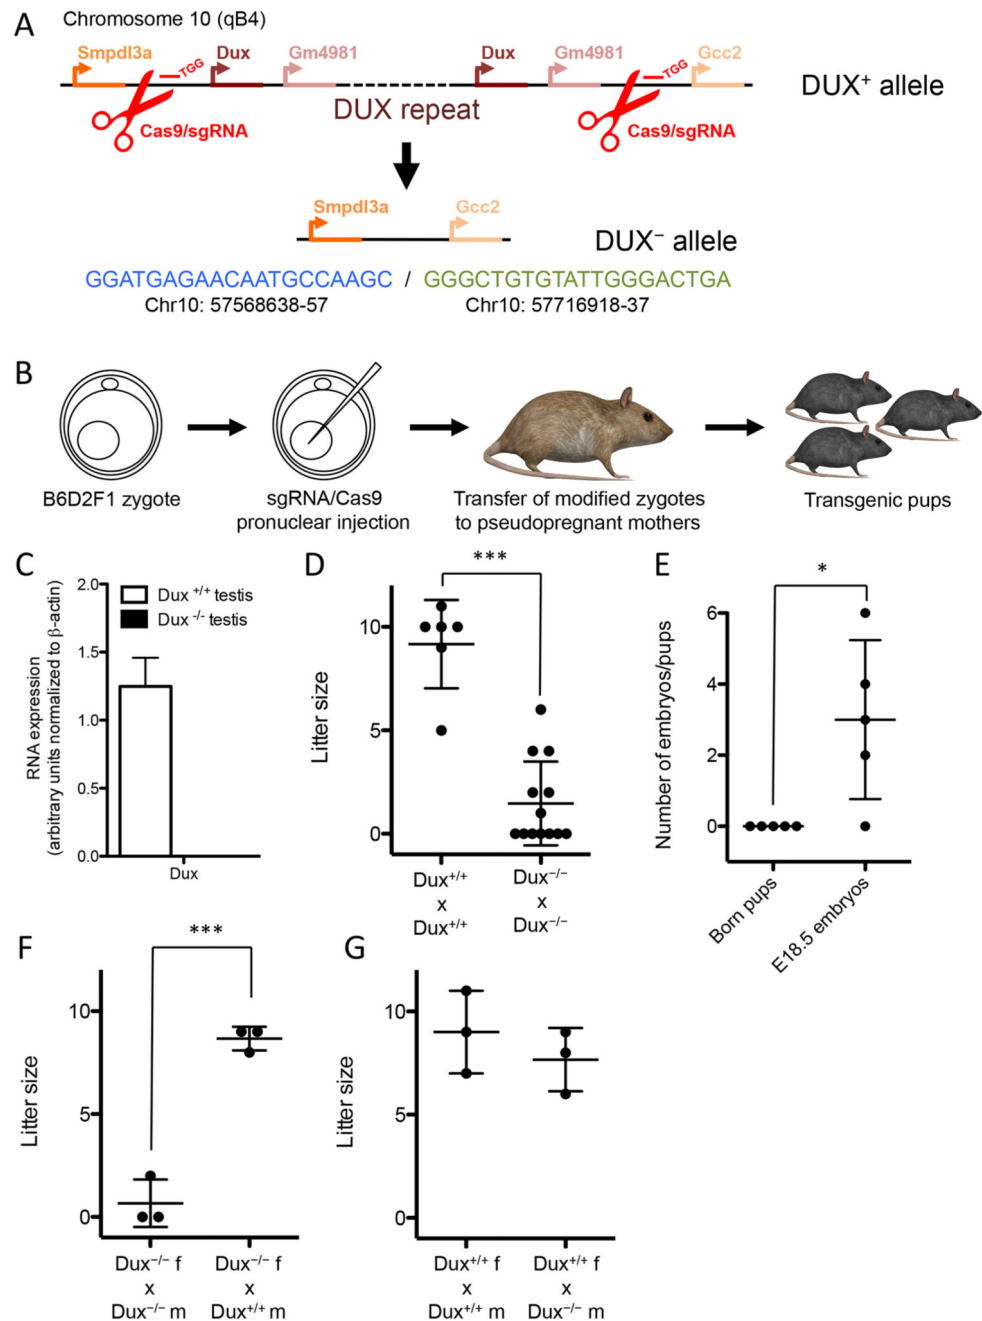 A
Chromosome 10 (qB4)
Smpdl3a
TGG
Dux
Gm4981
Dux
Gm4981
TGG
Gcc2
DUX+ allele
DUX repeat
Cas9/sgRNA
Cas9/sgRNA
Smpdl3a
Gcc2
DUX− allele
GGATGAGAACAATGCCAAGC / GGGCTGTGTATTGGGACTGA
Chr10: 57568638-57
Chr10: 57716918-37
B
B6D2F1 zygote
sgRNA/Cas9
pronuclear injection
Transfer of modified zygotes
to pseudopregnant mothers
Transgenic pups
C
RNA expression
(arbitrary units normalized to β-actin)
2.0
1.5
1.0
0.5
0.0
Dux +/+ testis
Dux -/- testis
Dux
D
***
Litter size
10
5
0
Dux+/+
x
Dux+/+
Dux−/−
x
Dux−/−
E
*
Number of embryos/pups
6
4
2
0
Born pups
E18.5 embryos
F
***
Litter size
10
5
0
Dux−/− f
x
Dux−/− m
Dux−/− f
x
Dux+/+ m
G
Litter size
10
5
0
Dux+/+ f
x
Dux+/+ m
Dux+/+ f
x
Dux−/− m